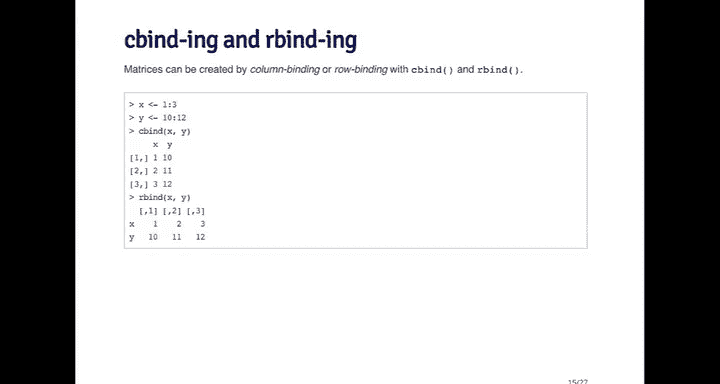 cbind-ing and rbind-ing
Matrices can be created by column-binding or row-binding with cbind() and rbind().
> x <- 1:3
> y <- 10:12
> cbind(x, y)
x y
[1,] 1 10
[2,] 2 11
[3,] 3 12
> rbind(x, y)
[,1] [,2] [,3]
x 1 2 3
y 10 11 12
15/27